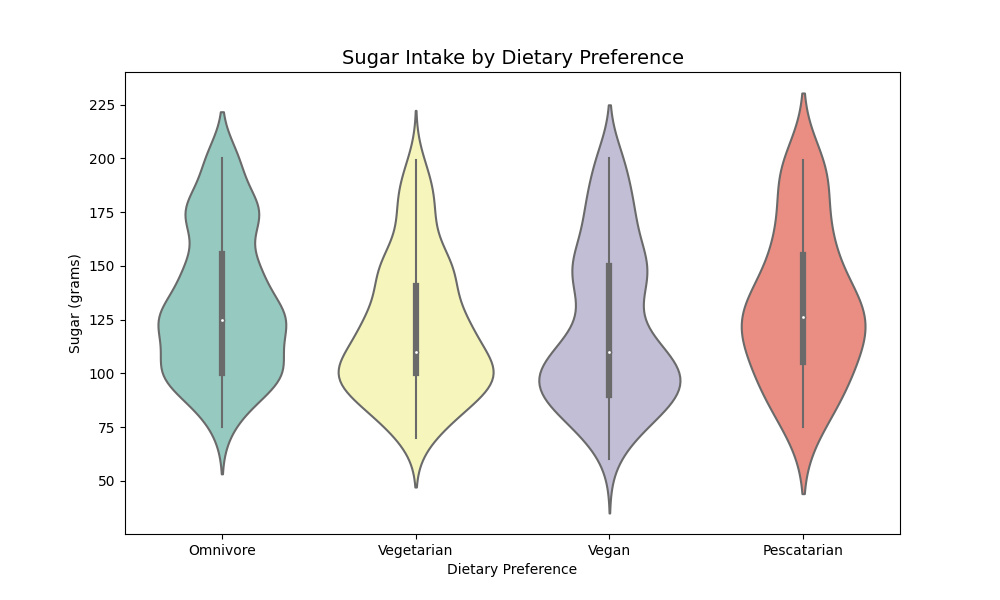 Sugar Intake by Dietary Preference
Sugar (grams)
225
200
175
150
125
100
75
50
Omnivore Vegetarian Vegan Pescatarian
Dietary Preference